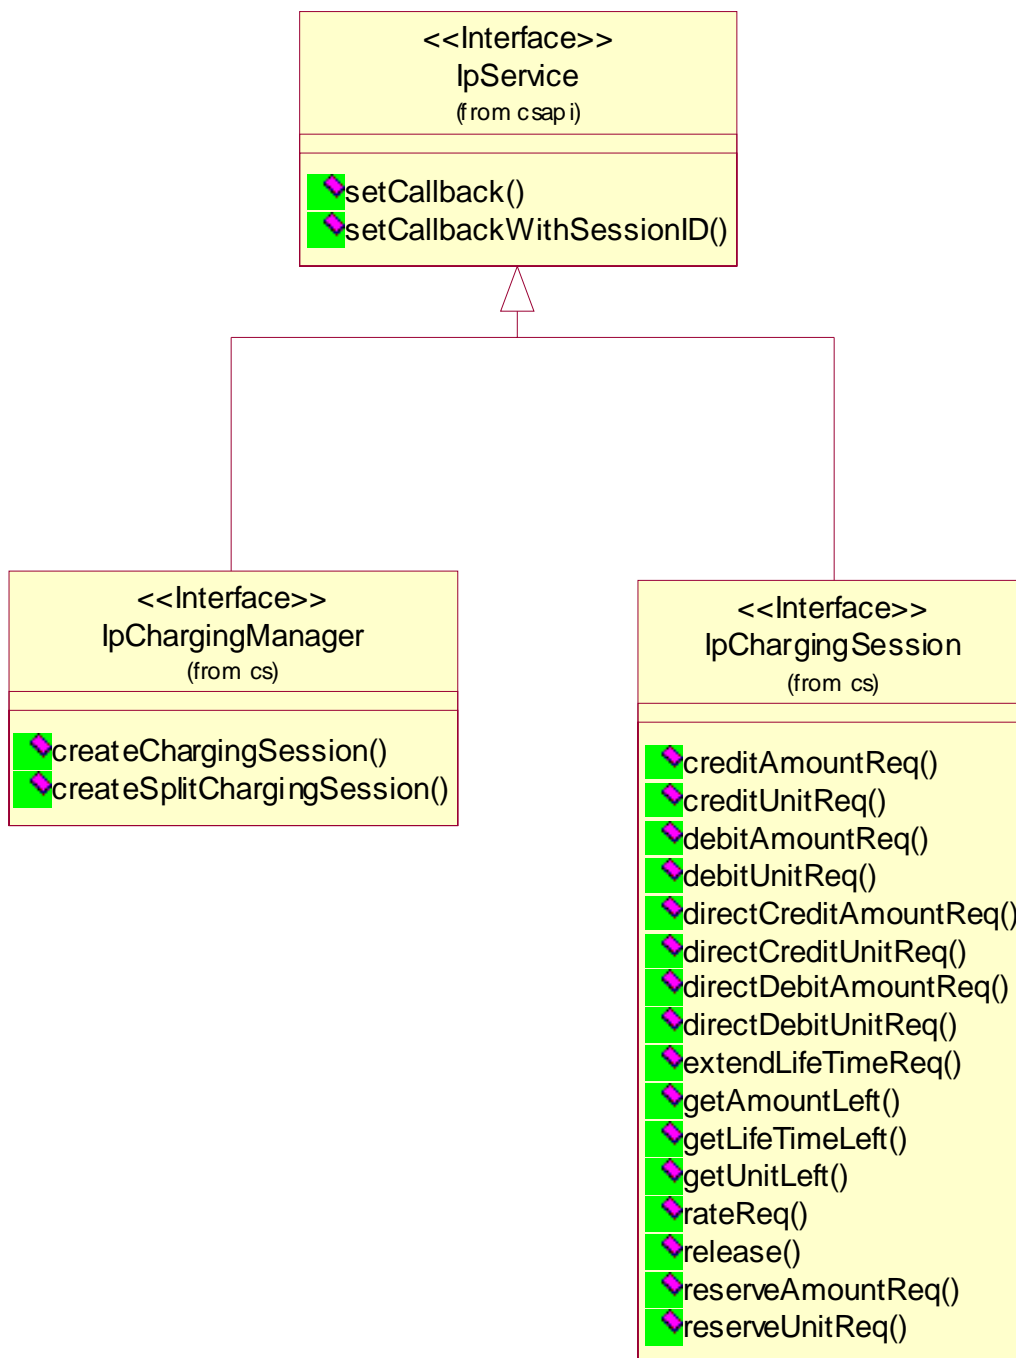 <<Interface>>
IpService
(from csapi)
setCallback()
setCallbackWithSessionID()
<<Interface>>
IpChargingManager
(from cs)
createChargingSession()
createSplitChargingSession()
<<Interface>>
IpChargingSession
(from cs)
creditAmountReq()
creditUnitReq()
debitAmountReq()
debitUnitReq()
directCreditAmountReq()
directCreditUnitReq()
directDebitAmountReq()
directDebitUnitReq()
extendLifeTimeReq()
getAmountLeft()
getLifeTimeLeft()
getUnitLeft()
rateReq()
release()
reserveAmountReq()
reserveUnitReq()